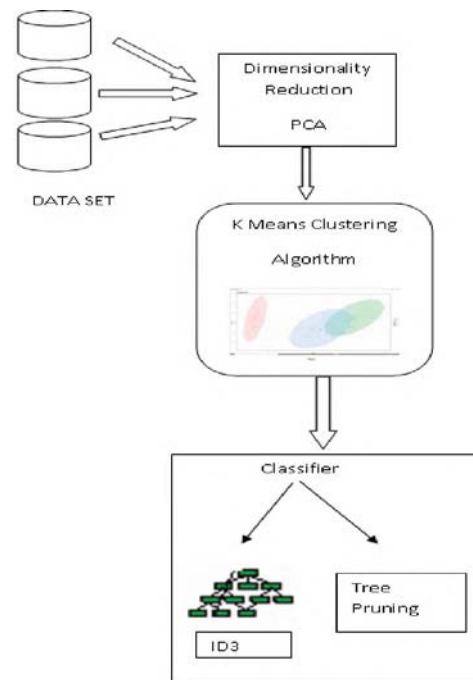 Dimensionality
Reduction
PCA
DATA SET
K Means Clustering
Algorithm
Classifier
Tree
Pruning
ID3